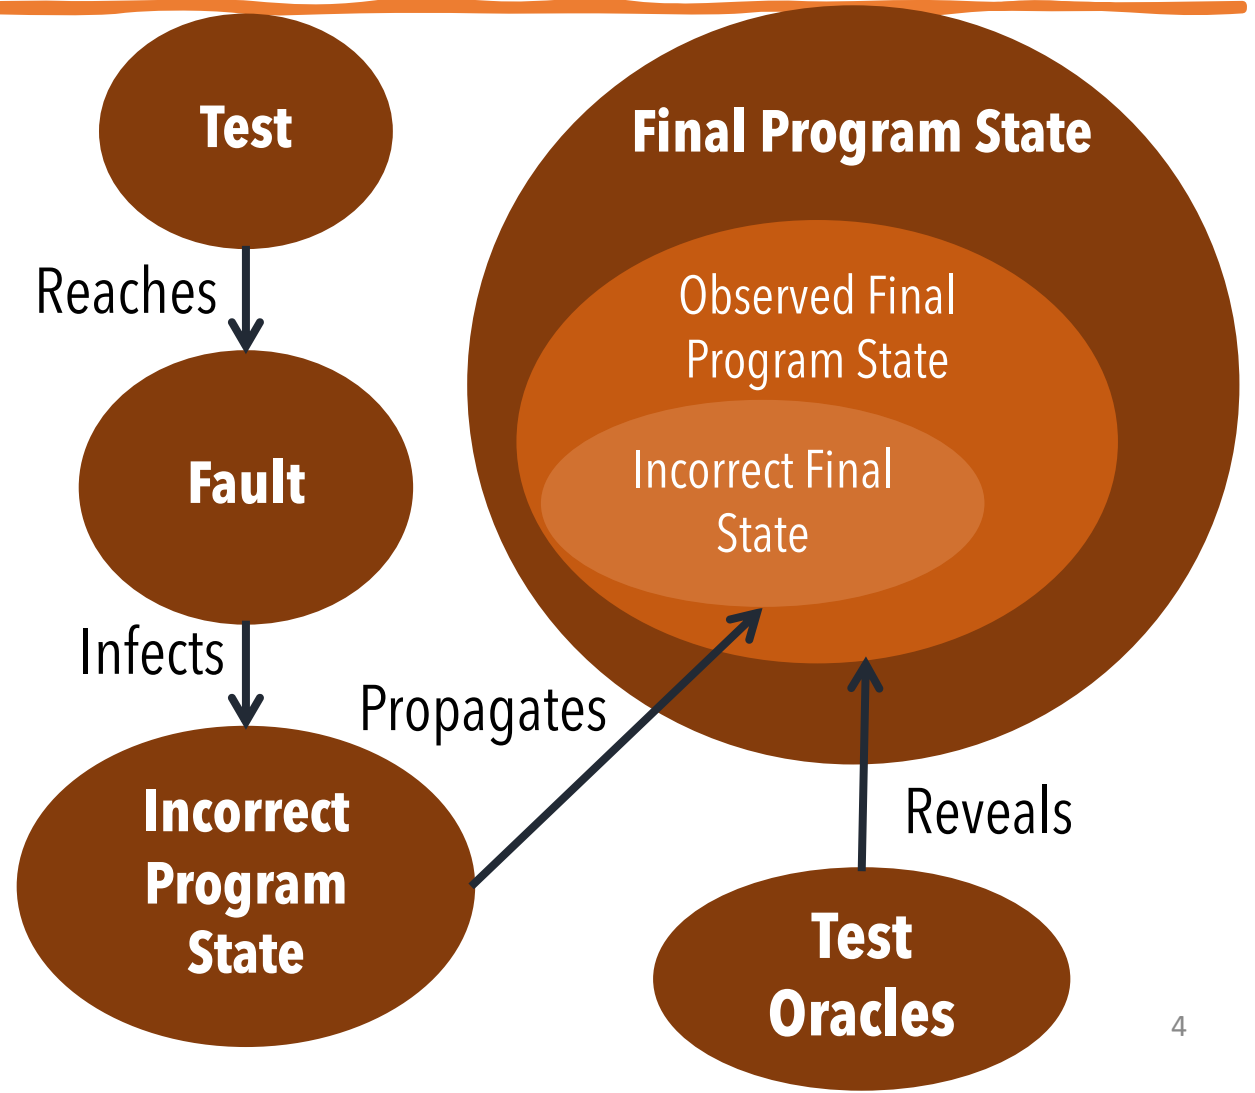 Test
Final Program State
Reaches
Observed Final
Program State
Fault
Incorrect Final
State
Infects
Propagates
Incorrect
Program
State
Reveals
Test
Oracles
4